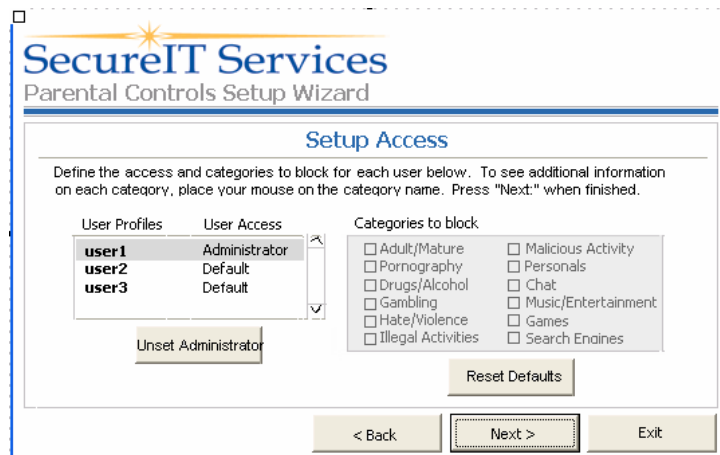 SecureIT Services
Parental Controls Setup Wizard
Setup Access
Define the access and categories to block for each user below. To see additional information
on each category, place your mouse on the category name. Press "Next:" when finished.
User Profiles User Access
user1 Administrator
user2 Default
user3 Default
Unset Administrator
Categories to block
Adult/Mature Malicious Activity
Pornography Personals
Drugs/Alcohol Chat
Gambling Music/Entertainment
Hate/Violence Games
Illegal Activities Search Engines
Reset Defaults
< Back Next > Exit